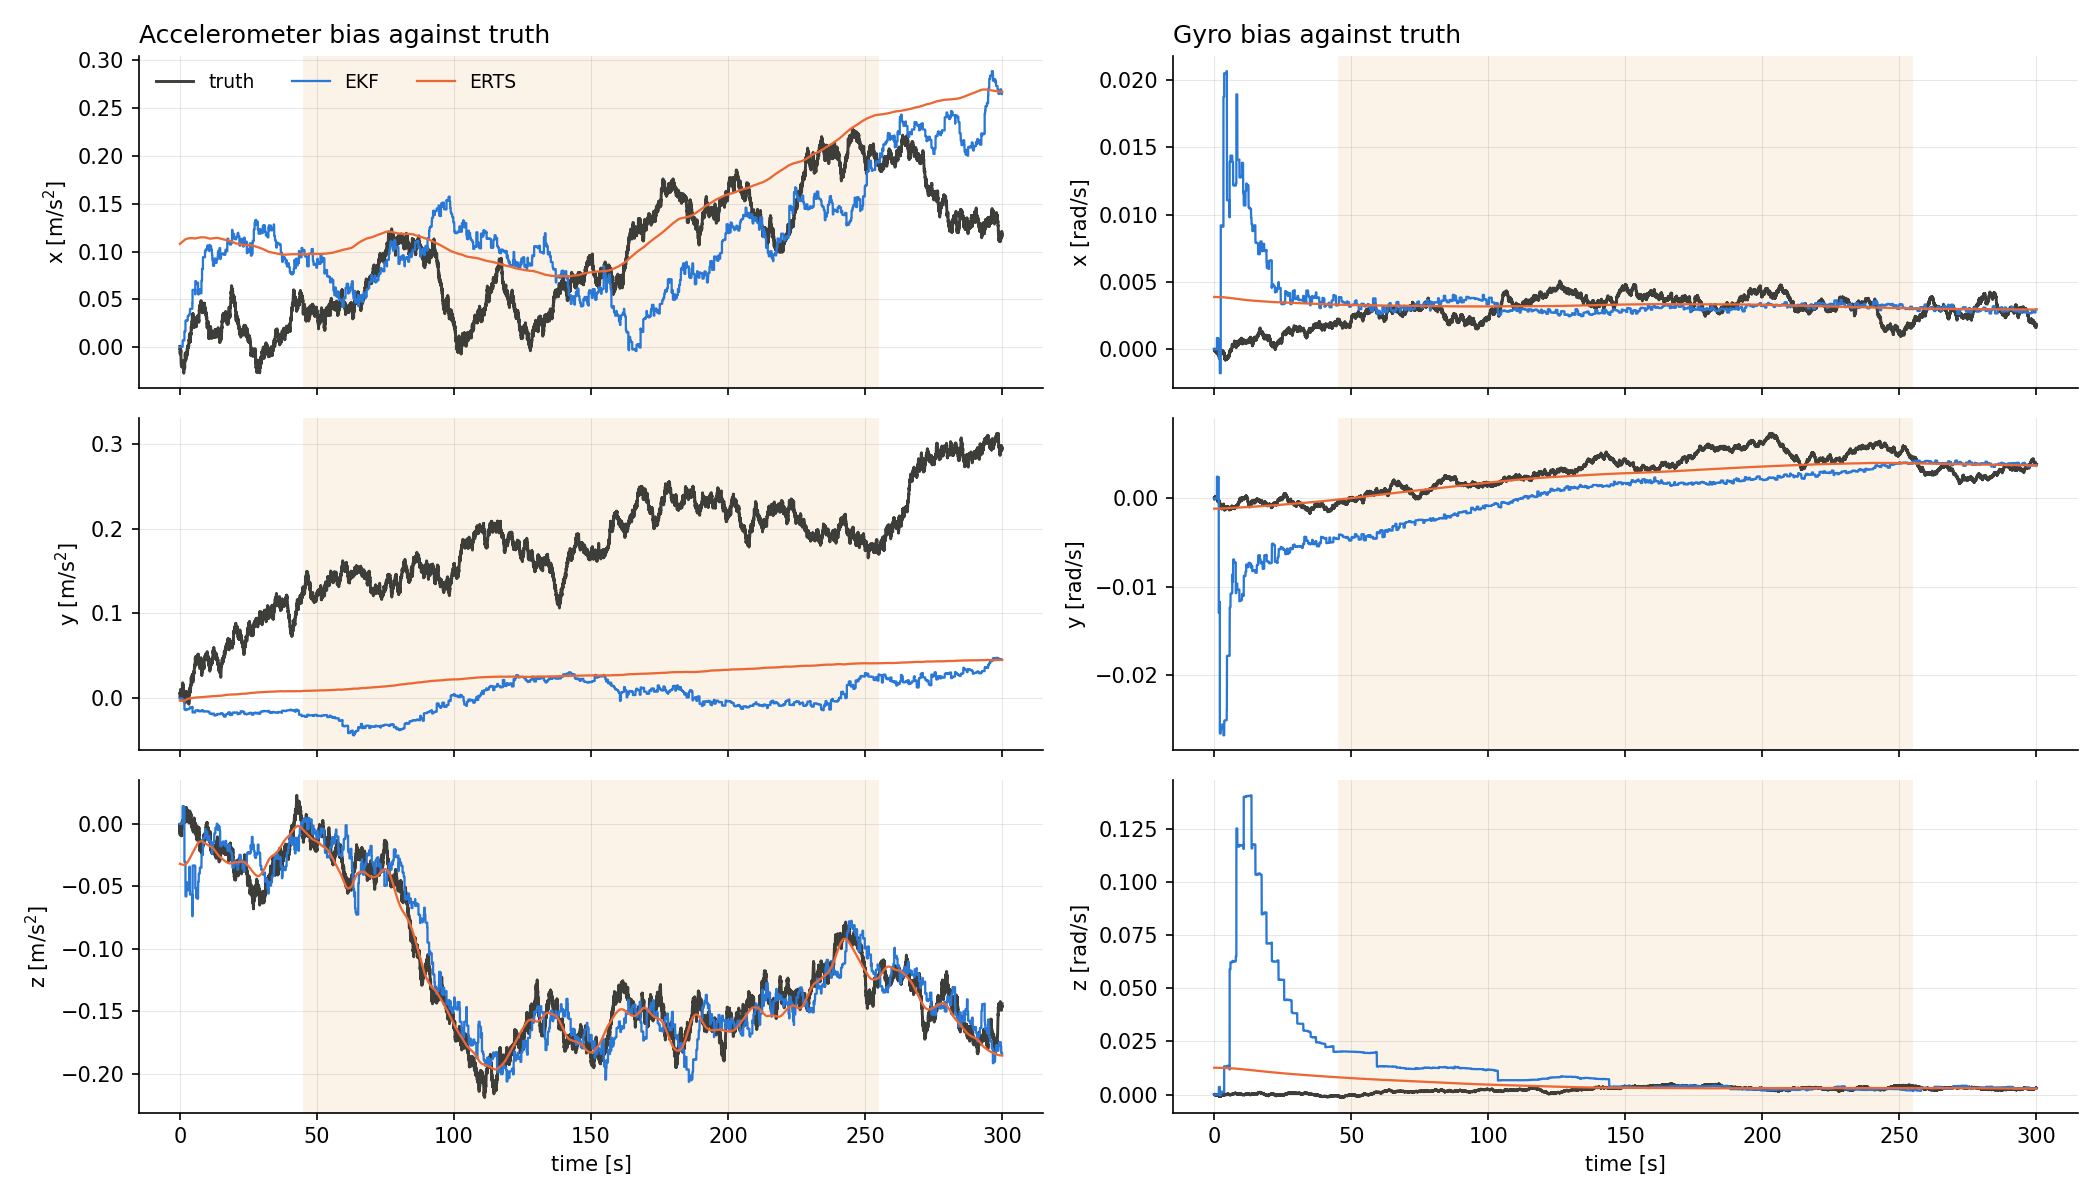 Accelerometer bias against truth
truth EKF ERTS
0.30
0.25
0.20
0.15
0.10
0.05
0.00
x [m/s²]
Gyro bias against truth
0.020
0.015
0.010
0.005
0.000
x [rad/s]
0.3
0.2
0.1
0.0
y [m/s²]
0.00
−0.01
−0.02
y [rad/s]
0.00
−0.05
−0.10
−0.15
−0.20
z [m/s²]
0 50 100 150 200 250 300
time [s]
0.125
0.100
0.075
0.050
0.025
0.000
z [rad/s]
0 50 100 150 200 250 300
time [s]